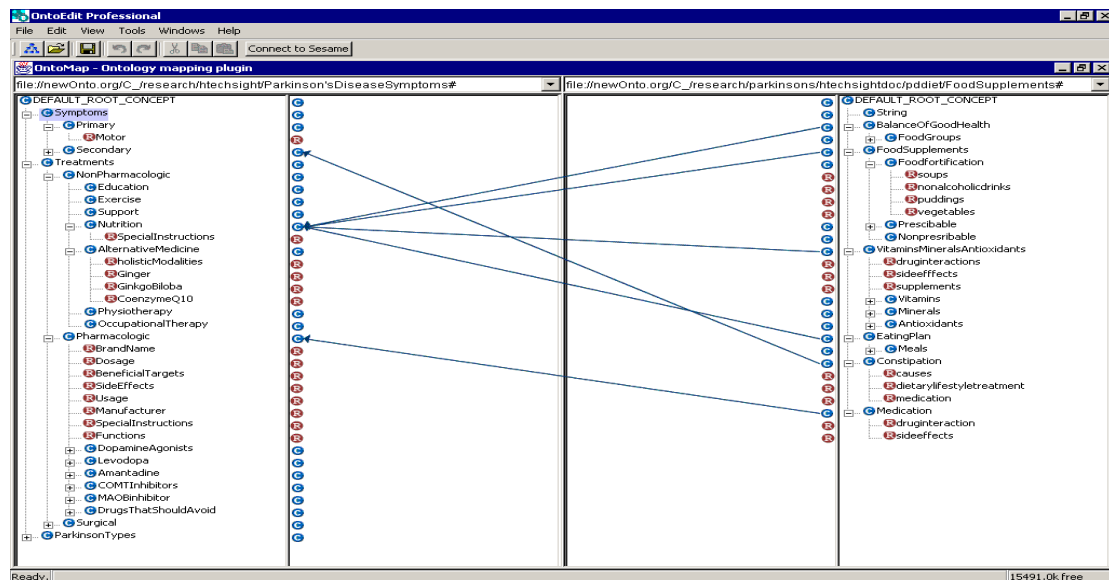 OntoEdit Professional
File Edit View Tools Windows Help
Connect to Sesame
OntoMap - Ontology mapping plugin
file://newOnto.org/C_/research/htechsight/Parkinson'sDiseaseSymptoms#
file://newOnto.org/C_/research/parkinsons/htechsightdoc/pddiet/FoodSupplements#
DEFAULT_ROOT_CONCEPT
Symptoms
Primary
Motor
Secondary
Treatments
NonPharmacologic
Education
Exercise
Support
Nutrition
SpecialInstructions
AlternativeMedicine
holisticModalities
Ginger
GinkgoBiloba
CoenzymeQ10
Physiotherapy
OccupationalTherapy
Pharmacologic
BrandName
Dosage
BeneficialTargets
SideEffects
Usage
Manufacturer
SpecialInstructions
Functions
DopamineAgonists
Levodopa
Amantadine
COMTInhibitors
MAOBinhibitor
DrugsThatShouldAvoid
Surgical
ParkinsonTypes
DEFAULT_ROOT_CONCEPT
String
BalanceOfGoodHealth
FoodGroups
FoodSupplements
Foodfortification
soups
nonalcoholicdrinks
puddings
vegetables
Prescibable
Nonpresribable
VitaminsMineralsAntioxidants
druginteractions
sideefffects
supplements
Vitamins
Minerals
Antioxidants
EatingPlan
Meals
Constipation
causes
dietarylifestyletreatment
medication
Medication
druginteraction
sideeffects
Ready.
15491.0k free